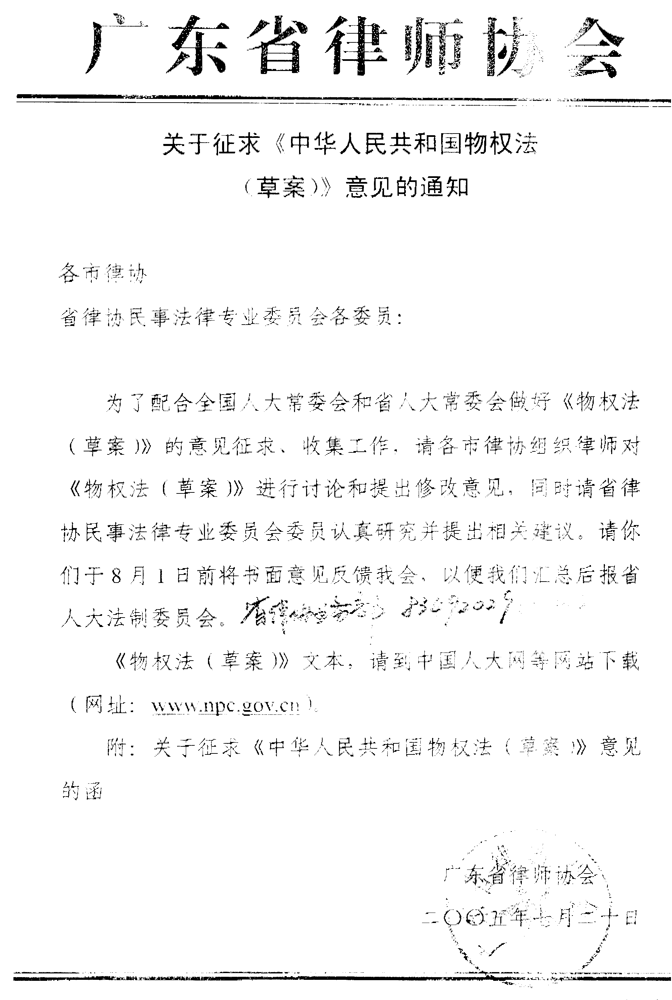 广东省律师协会
关于征求《中华人民共和国物权法
（草案）》意见的通知
各市律协
省律协民事法律专业委员会各委员：
为了配合全国人大常委会和省人大常委会做好《物权法
（草案）》的意见征求、收集工作，请各市律协组织律师对
《物权法（草案）》进行讨论和提出修改意见，同时请省律
协民事法律专业委员会委员认真研究并提出相关建议。请你
们于8月1日前将书面意见反馈我会，以便我们汇总后报省
人大法制委员会。省律协业务部
《物权法（草案）》文本，请到中国人大网等网站下载
（网址：www.npc.gov.cn）。
附：关于征求《中华人民共和国物权法（草案）》意见
的函
广东省律师协会
二〇〇五年七月二十日